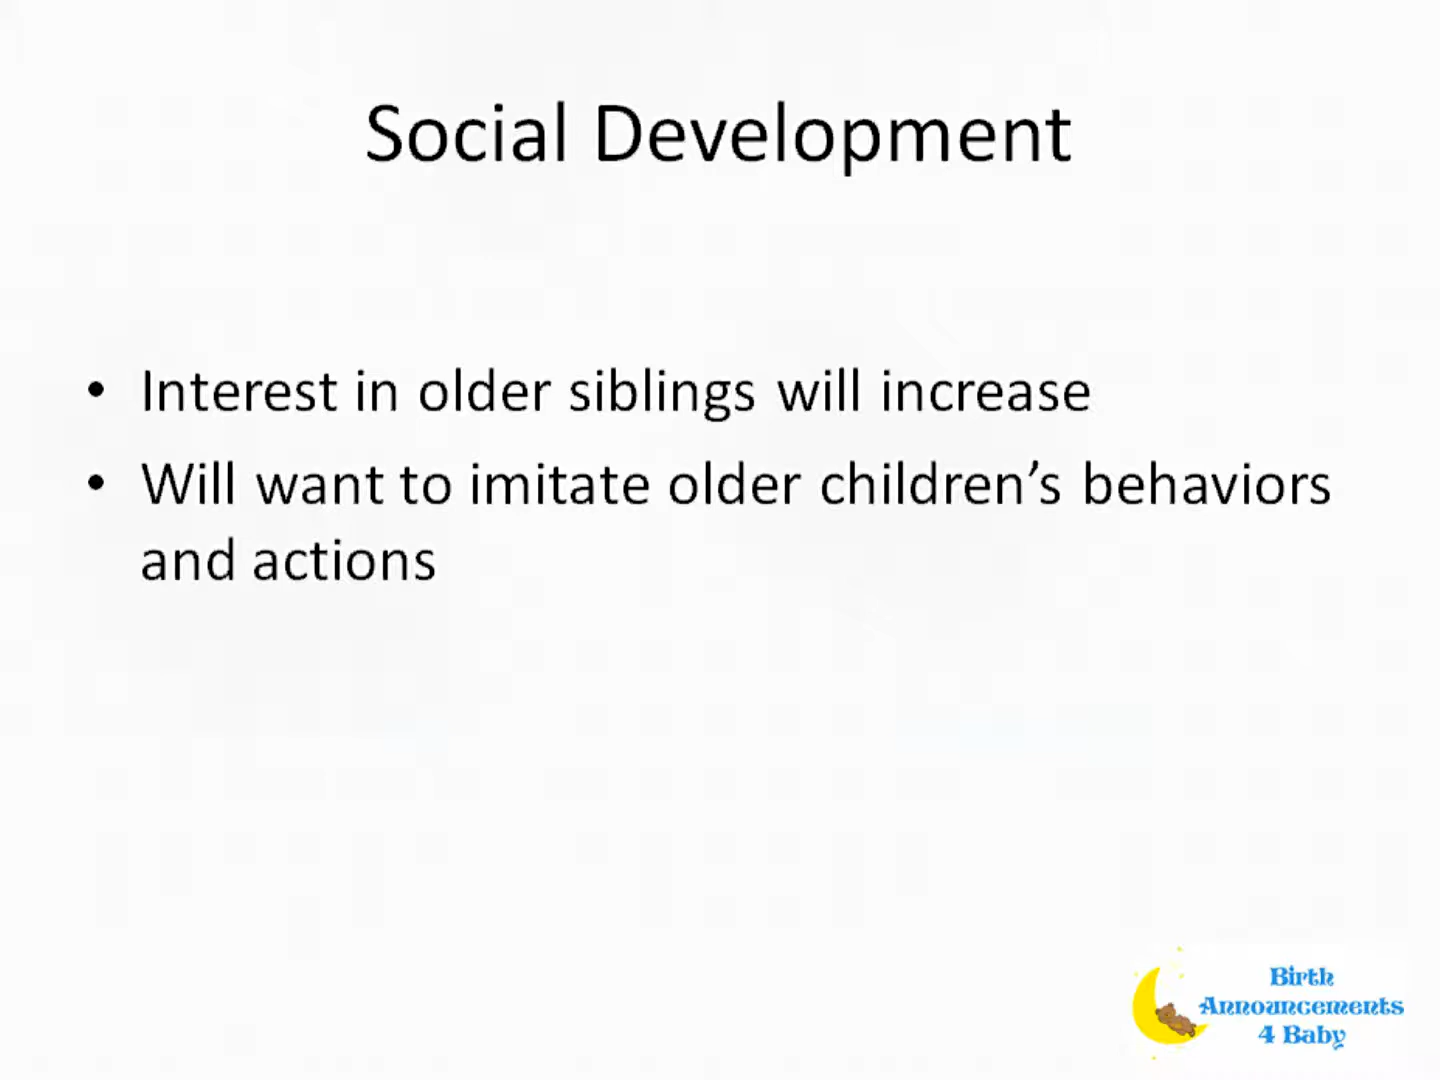 Social Development
• Interest in older siblings will increase
• Will want to imitate older children’s behaviors
and actions
Birth
Announcements
4 Baby